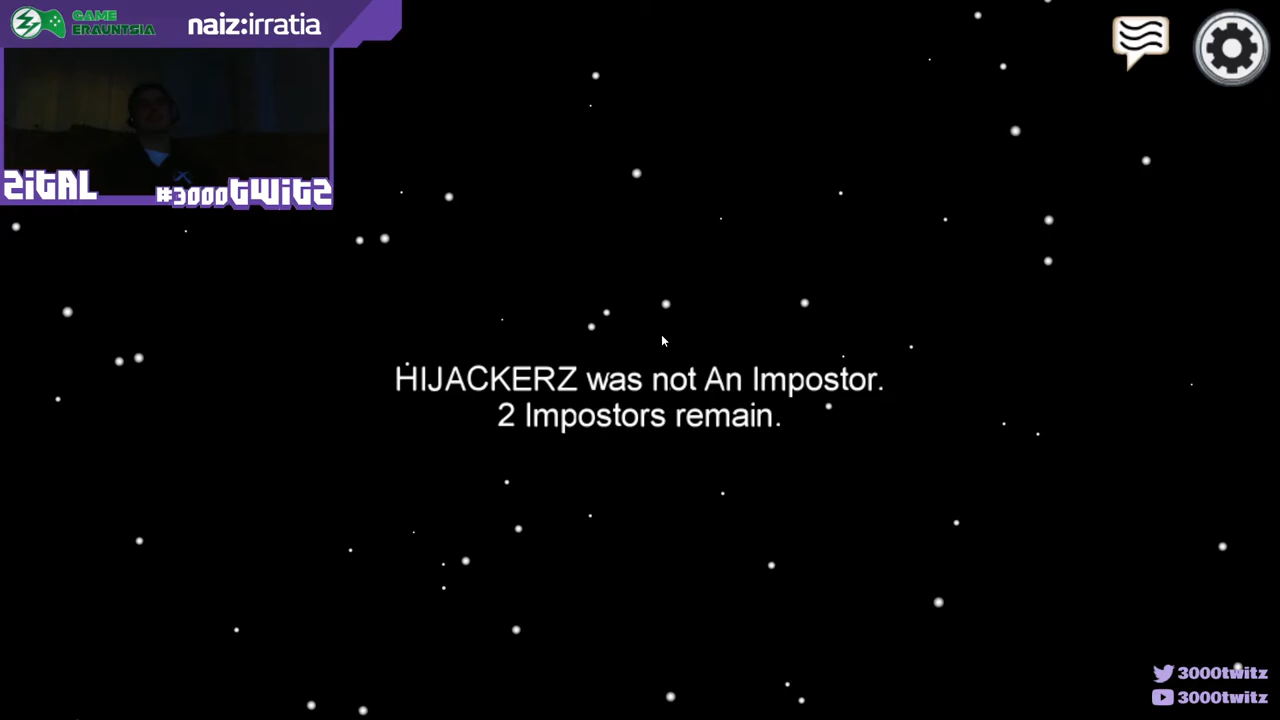 GAME
ERAUNTSIA
naiz:irratia
ZiTAL
#3000TWiTZ
HIJACKERZ was not An Impostor.
2 Impostors remain.
3000twitz
3000twitz